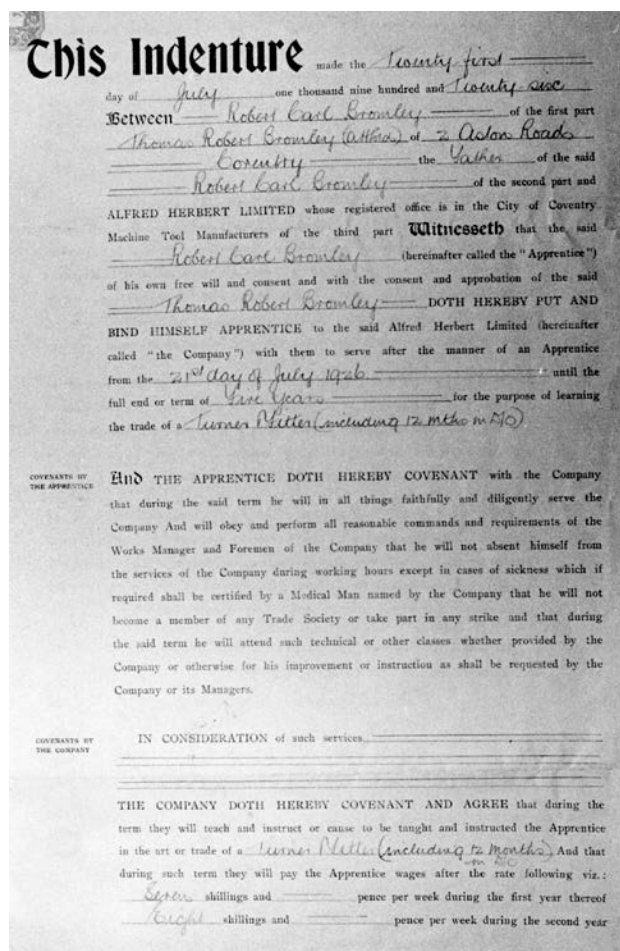 This Indenture made the Twenty first
day of July one thousand nine hundred and Twenty six
Between Robert Carl Bromley of the first part
Thomas Robert Bromley of 2 Aston Road
Coventry the Father of the said
Robert Carl Bromley of the second part and
ALFRED HERBERT LIMITED whose registered office is in the City of Coventry
Machine Tool Manufacturers of the third part Witnesseth that the said
Robert Carl Bromley (hereinafter called the "Apprentice")
of his own free will and consent and with the consent and approbation of the said
Thomas Robert Bromley DOTH HEREBY PUT AND
BIND HIMSELF APPRENTICE to the said Alfred Herbert Limited (hereinafter
called "the Company") with them to serve after the manner of an Apprentice
from the 21st day of July 1926 until the
full end or term of Five Years for the purpose of learning
the trade of a Turner Fitter (including 12 mths in D/O)
COVENANTS BY
THE APPRENTICE
And THE APPRENTICE DOTH HEREBY COVENANT with the Company
that during the said term he will in all things faithfully and diligently serve the
Company And will obey and perform all reasonable commands and requirements of the
Works Manager and Foremen of the Company that he will not absent himself from
the services of the Company during working hours except in cases of sickness which if
required shall be certified by a Medical Man named by the Company that he will not
become a member of any Trade Society or take part in any strike and that during
the said term he will attend such technical or other classes whether provided by the
Company or otherwise for his improvement or instruction as shall be requested by the
Company or its Managers.
COVENANTS BY
THE COMPANY
IN CONSIDERATION of such services
THE COMPANY DOTH HEREBY COVENANT AND AGREE that during the
term they will teach and instruct or cause to be taught and instructed the Apprentice
in the art or trade of a Turner Fitter (including 12 months) And that
in D/O
during such term they will pay the Apprentice wages after the rate following viz.:
Seven shillings and pence per week during the first year thereof
Eight shillings and pence per week during the second year